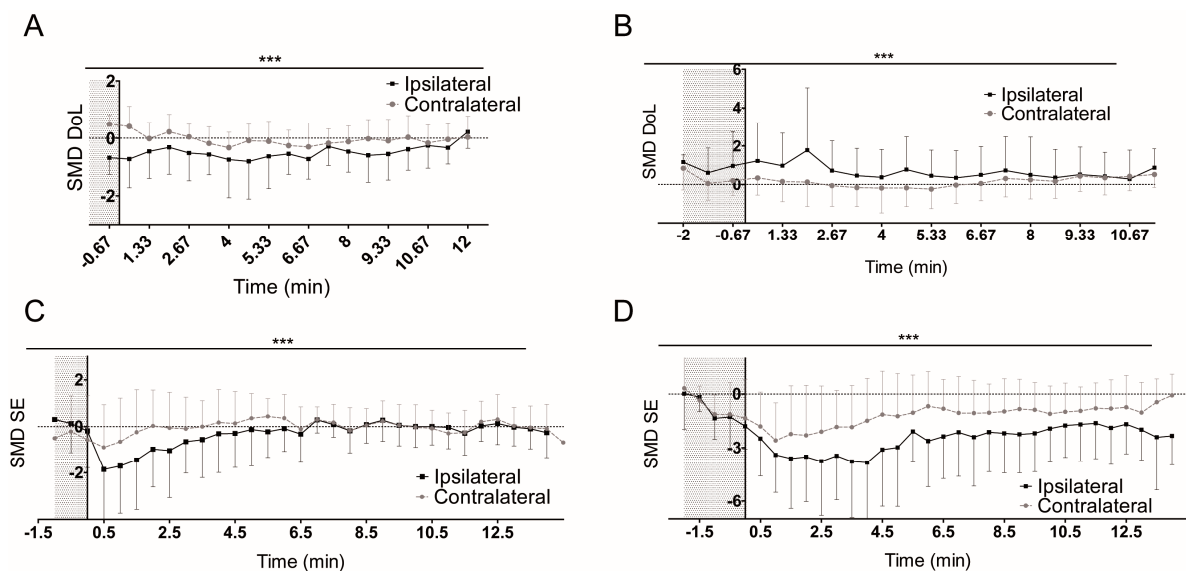 A
***
2
0
-2
SMD DoL
Ipsilateral
Contralateral
-0.67 1.33 2.67 4 5.33 6.67 8 9.33 10.67 12
Time (min)
B
***
6
4
2
0
SMD DoL
Ipsilateral
Contralateral
-2 -0.67 1.33 2.67 4 5.33 6.67 8 9.33 10.67
Time (min)
C
***
2
0
-2
SMD SE
Ipsilateral
Contralateral
-1.5 0.5 2.5 4.5 6.5 8.5 10.5 12.5
Time (min)
D
***
0
-3
-6
SMD SE
Ipsilateral
Contralateral
-1.5 0.5 2.5 4.5 6.5 8.5 10.5 12.5
Time (min)